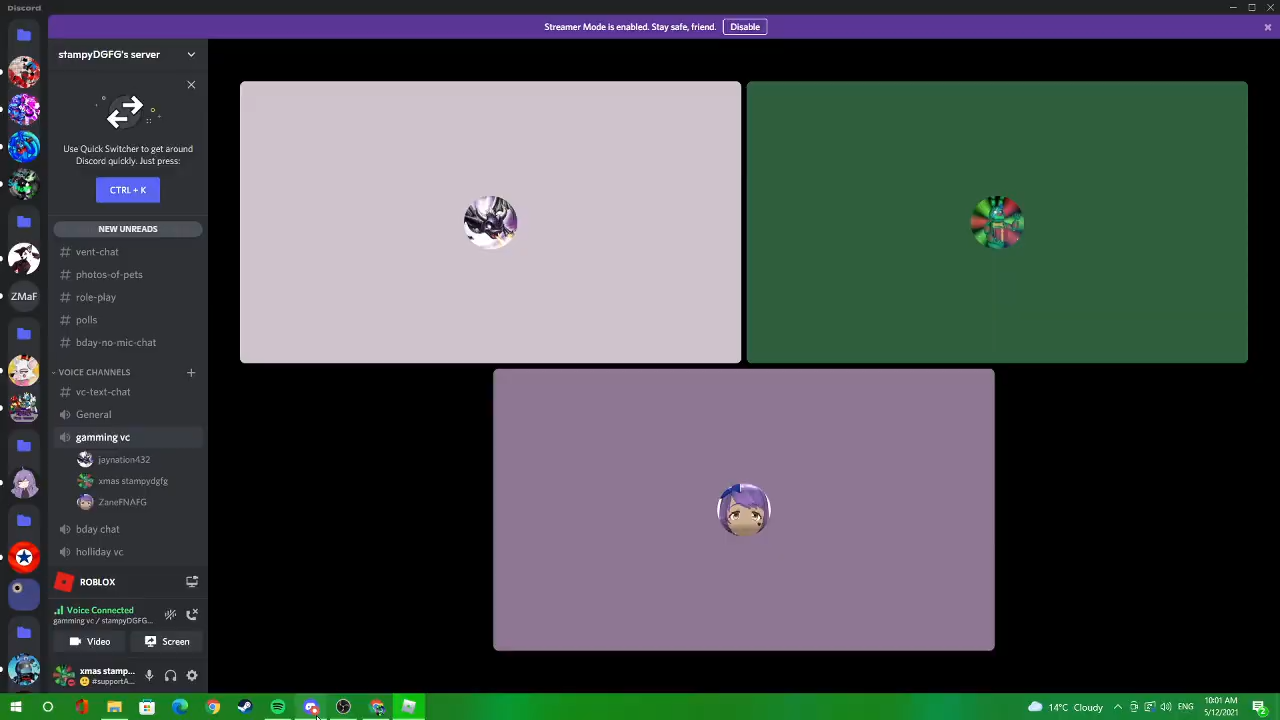 Discord
Streamer Mode is enabled. Stay safe, friend. Disable
stampyDGFG's server
Use Quick Switcher to get around
Discord quickly. Just press:
CTRL + K
NEW UNREADS
# vent-chat
# photos-of-pets
# role-play
# polls
# bday-no-mic-chat
VOICE CHANNELS
# vc-text-chat
General
gamming vc
jaynation432
xmas stampydgfg
ZaneFNAFG
bday chat
holliday vc
ZMaF
ROBLOX
Voice Connected
gamming vc / stampyDGFG...
Video Screen
xmas stamp...
#supportA...
14°C Cloudy
ENG
10:01 AM
5/12/2021
2